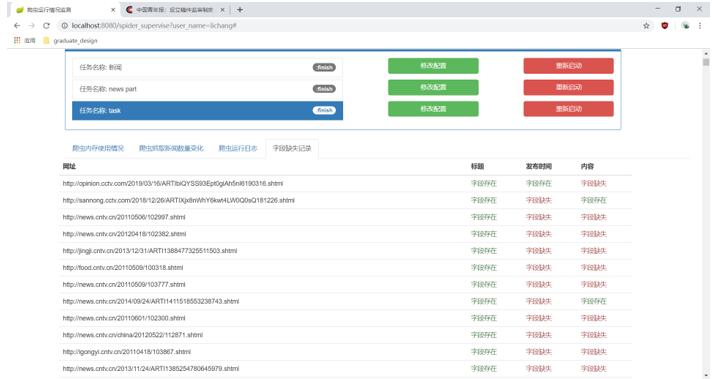 爬虫运行情况监测
中国青年报：设立稿件监审制度
localhost:8080/spider_supervise?user_name=lichang#
应用 graduate_design
任务名称: 新闻 finish 修改配置 重新启动
任务名称: news part finish 修改配置 重新启动
任务名称: task finish 修改配置 重新启动
爬虫内存使用情况 爬虫抓取新闻数量变化 爬虫运行日志 字段缺失记录
网址 标题 发布时间 内容
http://opinion.cctv.com/2019/03/16/ARTIbiQYSS93Ept0giAh5nI6190316.shtml 字段存在 字段存在 字段缺失
http://sannong.cctv.com/2018/12/26/ARTIXjx8nWhY6kwt4LW0Q0sQ181226.shtml 字段存在 字段缺失 字段存在
http://news.cntv.cn/20110506/102997.shtml 字段存在 字段缺失 字段缺失
http://news.cntv.cn/20120418/102382.shtml 字段存在 字段缺失 字段缺失
http://jingji.cntv.cn/2013/12/31/ARTI1388477325511503.shtml 字段存在 字段缺失 字段缺失
http://food.cntv.cn/20110509/100318.shtml 字段存在 字段缺失 字段缺失
http://news.cntv.cn/20110509/103777.shtml 字段存在 字段缺失 字段缺失
http://news.cntv.cn/2014/09/24/ARTI1411518553238743.shtml 字段存在 字段缺失 字段存在
http://news.cntv.cn/20110601/102300.shtml 字段存在 字段缺失 字段缺失
http://news.cntv.cn/china/20120522/112871.shtml 字段存在 字段缺失 字段缺失
http://igongyi.cntv.cn/20110418/103867.shtml 字段存在 字段缺失 字段缺失
http://news.cntv.cn/2013/11/24/ARTI1385254780645979.shtml 字段存在 字段缺失 字段缺失